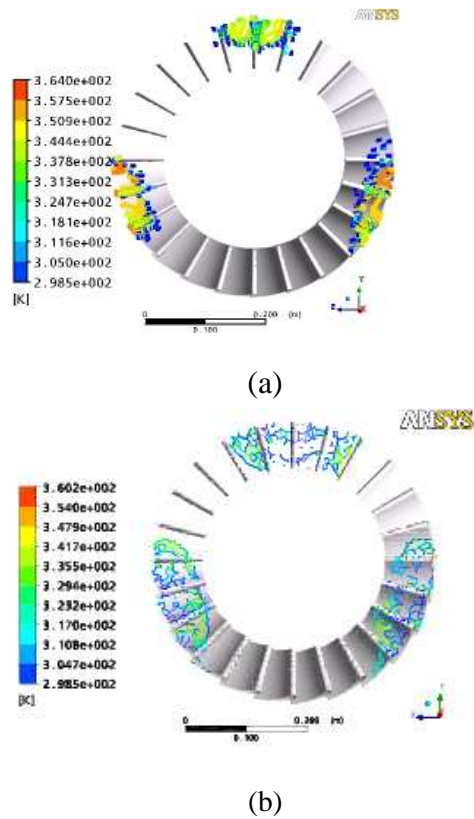 ANSYS
3.640e+002
3.575e+002
3.509e+002
3.444e+002
3.378e+002
3.313e+002
3.247e+002
3.181e+002
3.116e+002
3.050e+002
2.985e+002
[K]
0 0.200 (m)
0.100
Y
Z X
(a)
ANSYS
3.602e+002
3.540e+002
3.479e+002
3.417e+002
3.355e+002
3.294e+002
3.232e+002
3.170e+002
3.108e+002
3.047e+002
2.985e+002
[K]
0 0.200 (m)
0.100
(b)